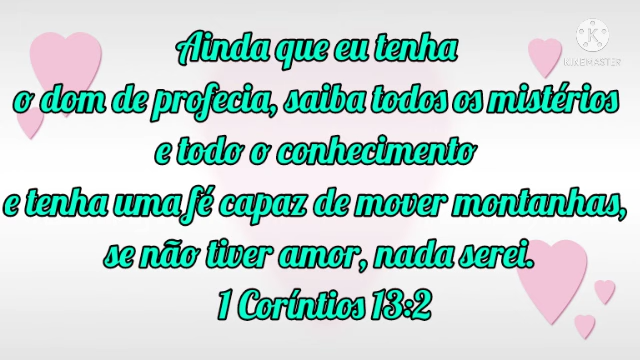 KINEMASTER
Ainda que eu tenha
o dom de profecia, saiba todos os mistérios
e todo o conhecimento
e tenha uma fé capaz de mover montanhas,
se não tiver amor, nada serei.
1 Coríntios 13:2